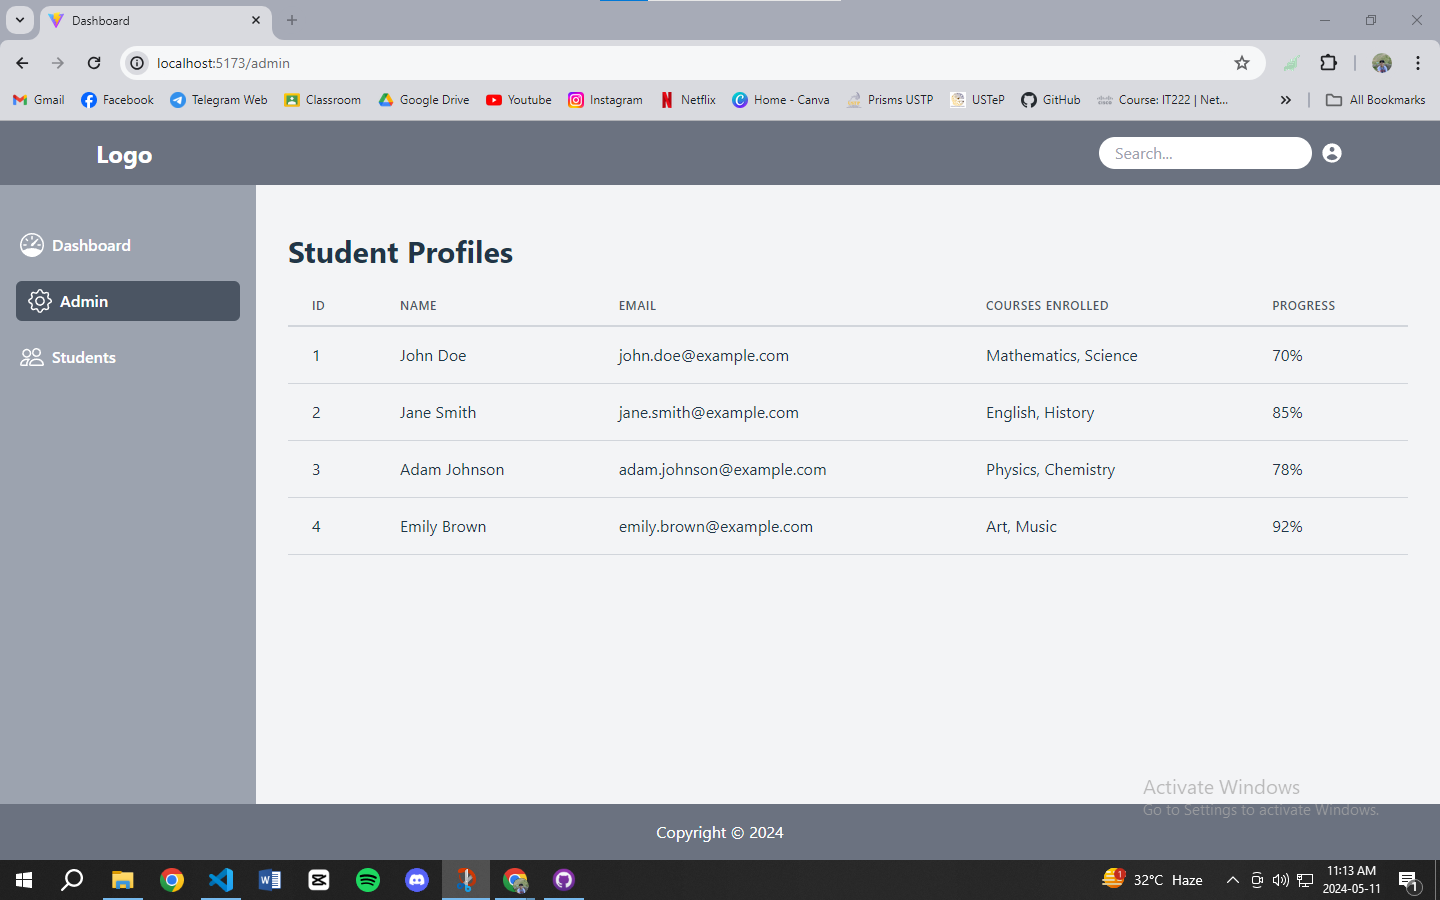 Dashboard
localhost:5173/admin
Gmail Facebook Telegram Web Classroom Google Drive Youtube Instagram Netflix Home - Canva Prisms USTP USTeP GitHub Course: IT222 | Net... All Bookmarks
Logo Search...
Dashboard
Admin
Students
Student Profiles
ID NAME EMAIL COURSES ENROLLED PROGRESS
1 John Doe john.doe@example.com Mathematics, Science 70%
2 Jane Smith jane.smith@example.com English, History 85%
3 Adam Johnson adam.johnson@example.com Physics, Chemistry 78%
4 Emily Brown emily.brown@example.com Art, Music 92%
Activate Windows
Go to Settings to activate Windows.
Copyright © 2024
1 32°C Haze 11:13 AM
2024-05-11 1